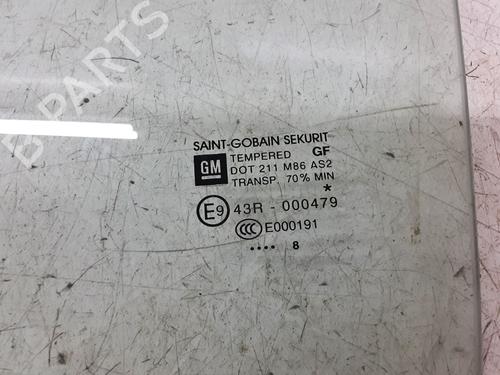 B PARTS
SAINT-GOBAIN SEKURIT
GM
TEMPERED GF
DOT 211 M86 AS2
TRANSP. 70% MIN
*
E9 43R - 000479
CCC E000191
•••• 8